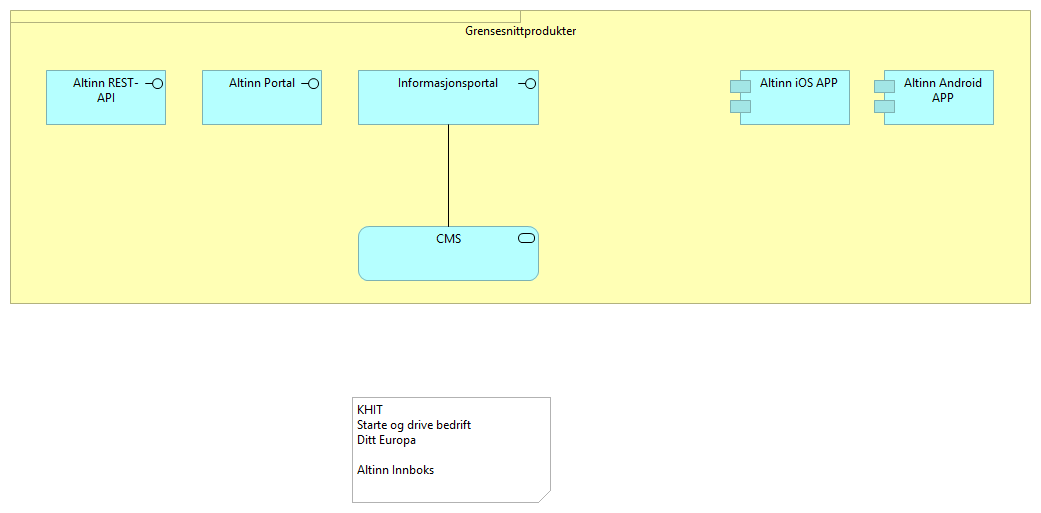 Grensesnittprodukter
Altinn REST-
API
Altinn Portal
Informasjonsportal
Altinn iOS APP
Altinn Android
APP
CMS
KHIT
Starte og drive bedrift
Ditt Europa
Altinn Innboks